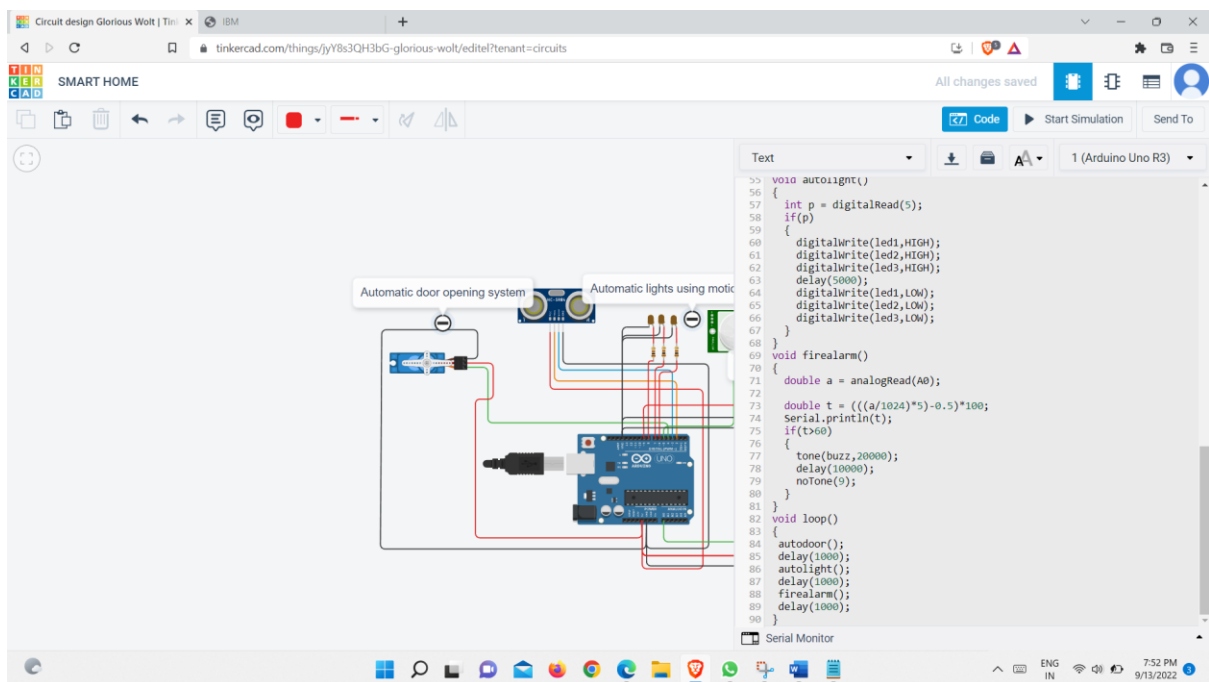 Circuit design Glorious Wolt | Tin
IBM
tinkercad.com/things/jyY8s3QH3bG-glorious-wolt/editel?tenant=circuits
TIN
KER
CAD
SMART HOME
All changes saved
Code
Start Simulation
Send To
Text
1 (Arduino Uno R3)
Automatic door opening system
Automatic lights using motio
UNO
55 void autolight()
56 {
57 int p = digitalRead(5);
58 if(p)
59 {
60 digitalWrite(led1,HIGH);
61 digitalWrite(led2,HIGH);
62 digitalWrite(led3,HIGH);
63 delay(5000);
64 digitalWrite(led1,LOW);
65 digitalWrite(led2,LOW);
66 digitalWrite(led3,LOW);
67 }
68 }
69 void firealarm()
70 {
71 double a = analogRead(A0);
72
73 double t = (((a/1024)*5)-0.5)*100;
74 Serial.println(t);
75 if(t>60)
76 {
77 tone(buzz,20000);
78 delay(10000);
79 noTone(9);
80 }
81 }
82 void loop()
83 {
84 autodoor();
85 delay(1000);
86 autolight();
87 delay(1000);
88 firealarm();
89 delay(1000);
90 }
Serial Monitor
ENG
IN
7:52 PM
9/13/2022
3